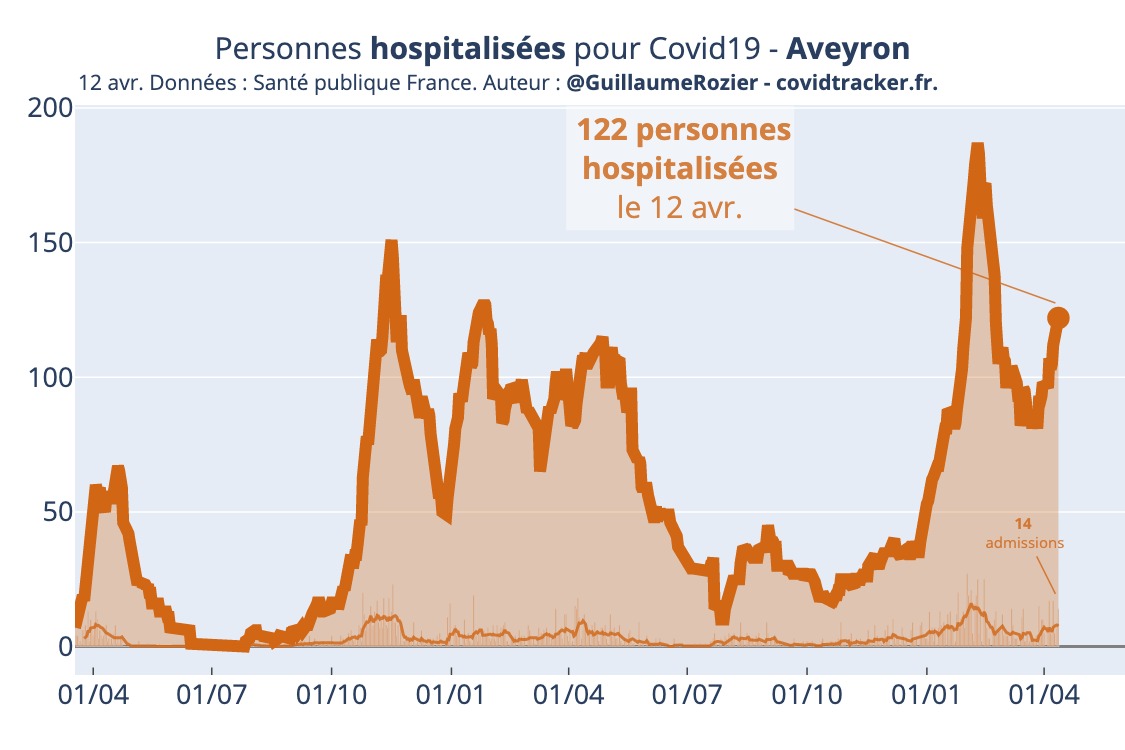 Personnes hospitalisées pour Covid19 - Aveyron
12 avr. Données : Santé publique France. Auteur : @GuillaumeRozier - covidtracker.fr.
200
122 personnes
hospitalisées
le 12 avr.
150
100
50
14
admissions
0
01/04 01/07 01/10 01/01 01/04 01/07 01/10 01/01 01/04